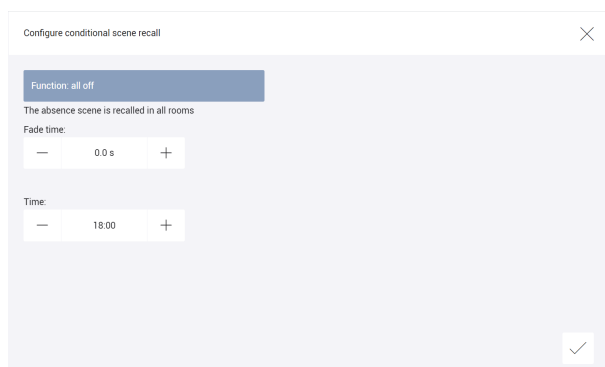 Configure conditional scene recall
Function: all off
The absence scene is recalled in all rooms
Fade time:
0.0 s
Time:
18:00